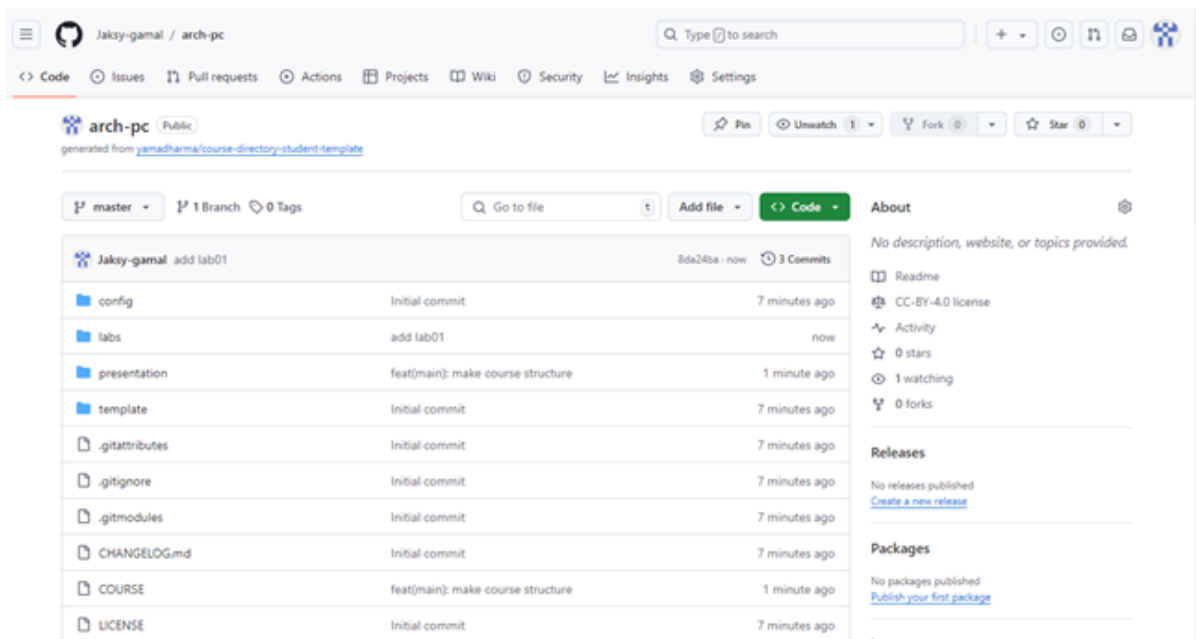 Jaksy-gamal / arch-pc
Type / to search
Code Issues Pull requests Actions Projects Wiki Security Insights Settings
arch-pc Public
Pin Unwatch 1 Fork 0 Star 0
generated from yamadharma/course-directory-student-template
master 1 Branch 0 Tags Go to file t Add file Code
Jaksy-gamal add lab01 8da24ba · now 3 Commits
config Initial commit 7 minutes ago
labs add lab01 now
presentation feat(main): make course structure 1 minute ago
template Initial commit 7 minutes ago
.gitattributes Initial commit 7 minutes ago
.gitignore Initial commit 7 minutes ago
.gitmodules Initial commit 7 minutes ago
CHANGELOG.md Initial commit 7 minutes ago
COURSE feat(main): make course structure 1 minute ago
LICENSE Initial commit 7 minutes ago
About
No description, website, or topics provided.
Readme
CC-BY-4.0 license
Activity
0 stars
1 watching
0 forks
Releases
No releases published
Create a new release
Packages
No packages published
Publish your first package